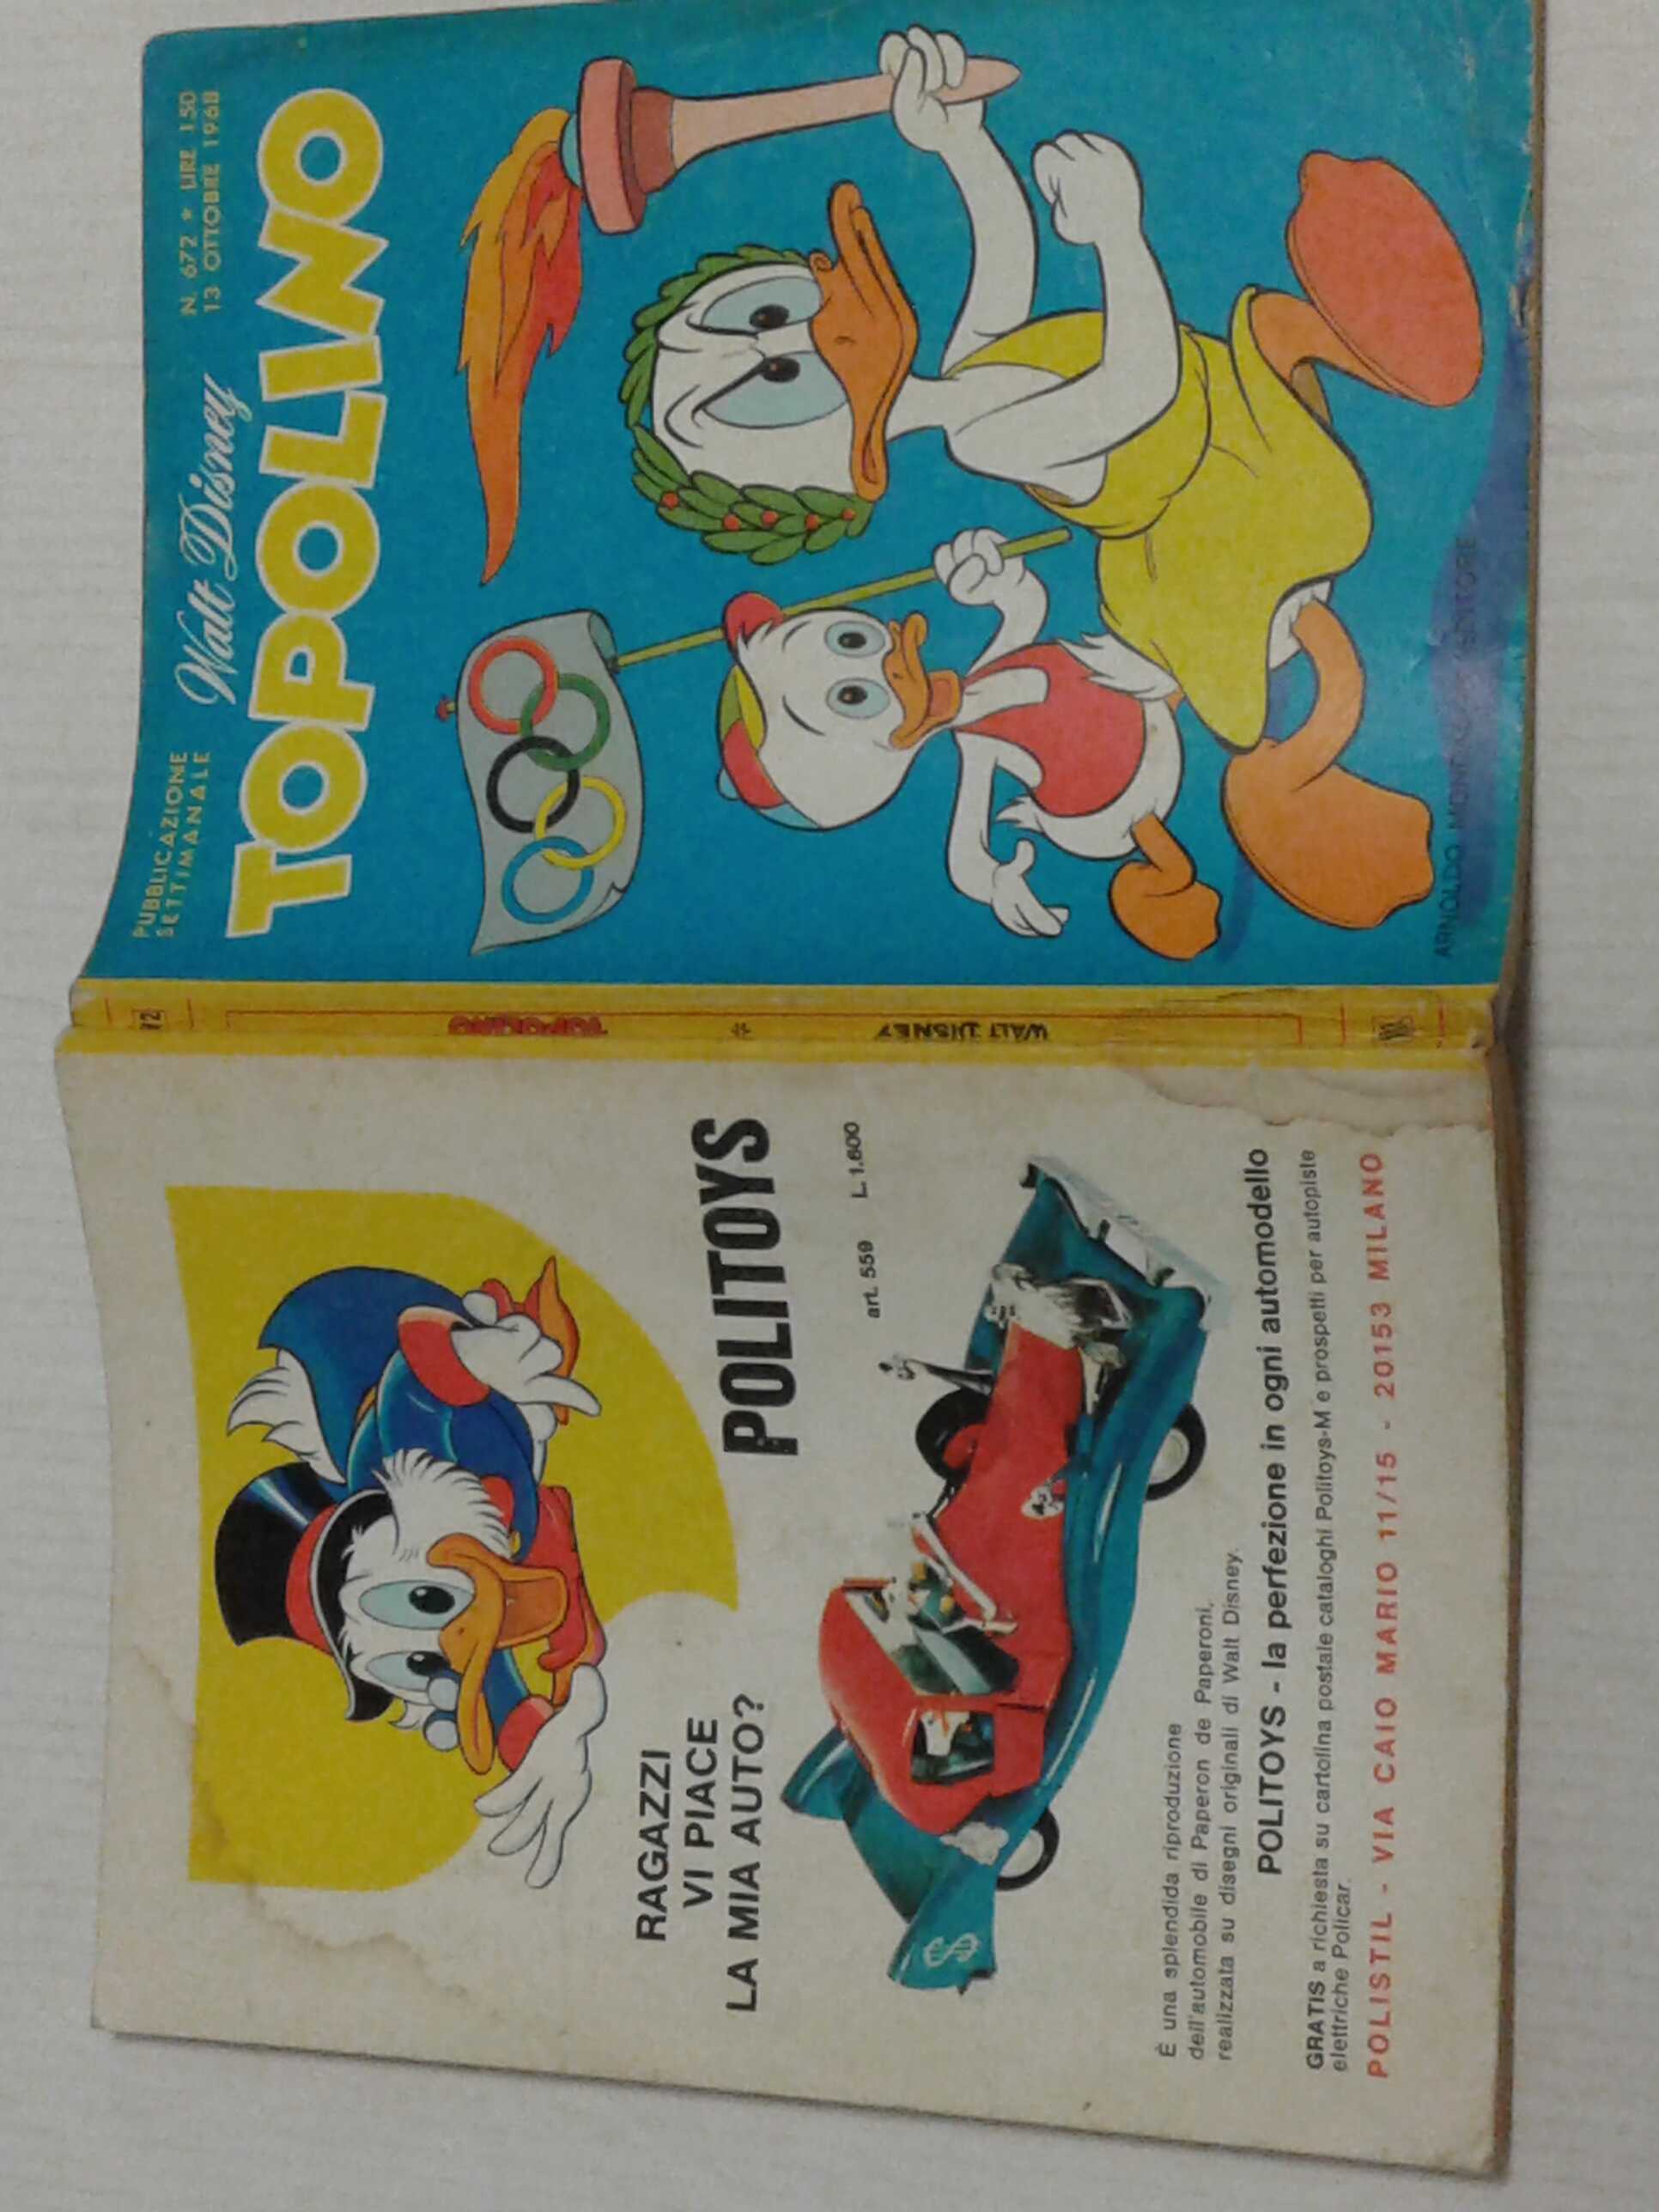 PUBBLICAZIONE
SETTIMANALE
Walt Disney
N. 672 * LIRE 150
13 OTTOBRE 1968
TOPOLINO
ARNOLDO MONDADORI EDITORE
TOPOLINO
*
WALT DISNEY
RAGAZZI
VI PIACE
LA MIA AUTO?
POLITOYS
art. 559 L. 1.600
$
È una splendida riproduzione
dell'automobile di Paperon de Paperoni,
realizzata su disegni originali di Walt Disney.
POLITOYS - la perfezione in ogni automodello
GRATIS a richiesta su cartolina postale cataloghi Politoys-M e prospetti per autopiste
elettriche Policar.
POLISTIL - VIA CAIO MARIO 11/15 - 20153 MILANO